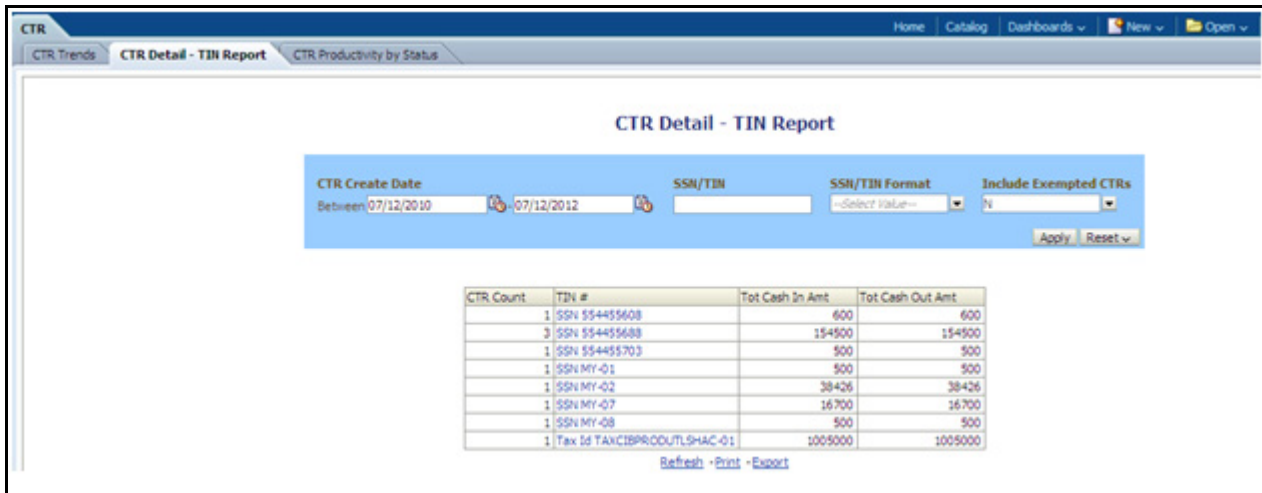 CTR
Home Catalog Dashboards New Open
CTR Trends CTR Detail - TIN Report CTR Productivity by Status
CTR Detail - TIN Report
CTR Create Date SSN/TIN SSN/TIN Format Include Exempted CTRs
Between 07/12/2010 - 07/12/2012 --Select Value-- N
Apply Reset
CTR Count TIN # Tot Cash In Amt Tot Cash Out Amt
1 SSN 554455608 600 600
3 SSN 554455688 154500 154500
1 SSN 554455703 500 500
1 SSN MY-01 500 500
1 SSN MY-02 38426 38426
1 SSN MY-07 16700 16700
1 SSN MY-08 500 500
1 Tax Id TAXCIBPRODUTLSHAC-01 1005000 1005000
Refresh - Print - Export